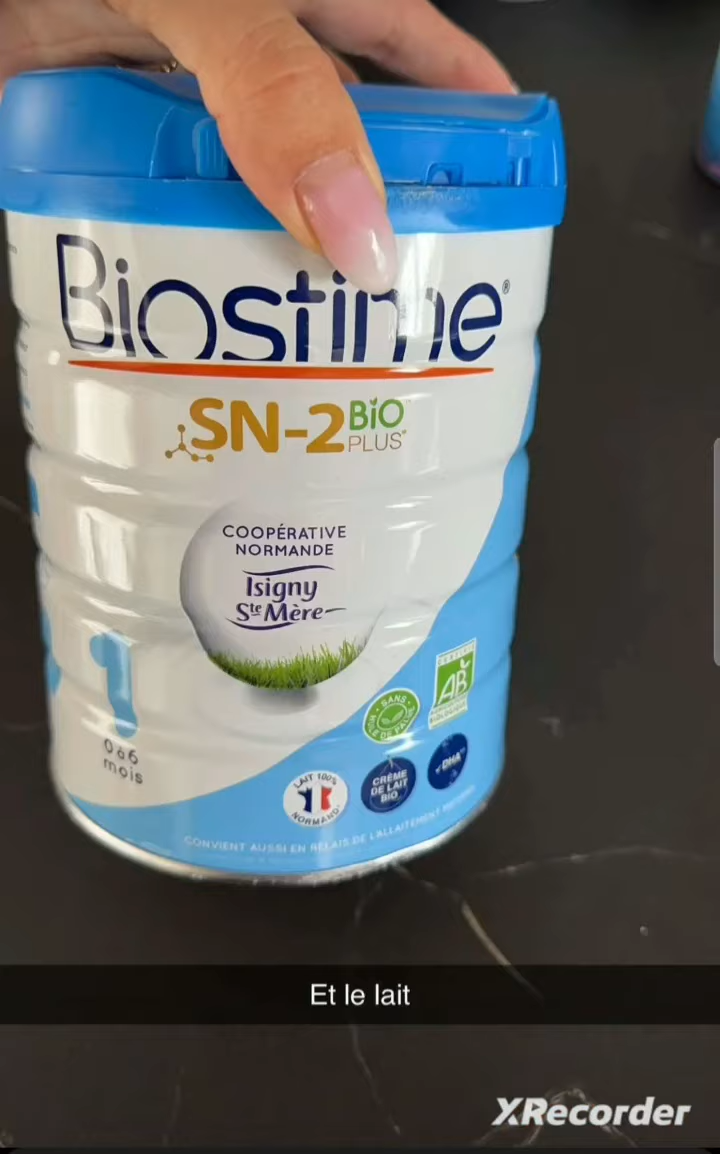 Biostime®
SN-2 BiO
PLUS
COOPÉRATIVE
NORMANDE
Isigny
Ste Mère
1
0 à 6
mois
SANS
HUILE DE PALME
AB
LAIT 100%
NORMAND
CRÈME
DE LAIT
BIO
DHA
CONVIENT AUSSI EN RELAIS DE L'ALLAITEMENT
Et le lait
XRecorder